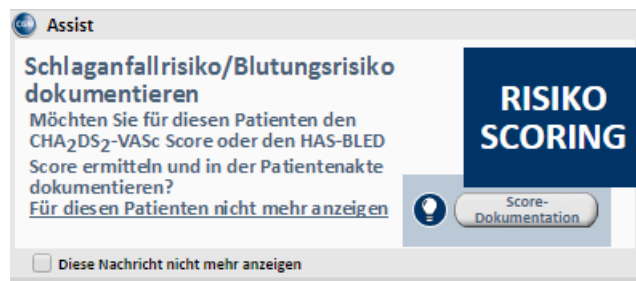 CGM Assist
Schlaganfallrisiko/Blutungsrisiko
dokumentieren
Möchten Sie für diesen Patienten den
CHA₂DS₂-VASc Score oder den HAS-BLED
Score ermitteln und in der Patientenakte
dokumentieren?
Für diesen Patienten nicht mehr anzeigen
RISIKO
SCORING
Score-
Dokumentation
Diese Nachricht nicht mehr anzeigen